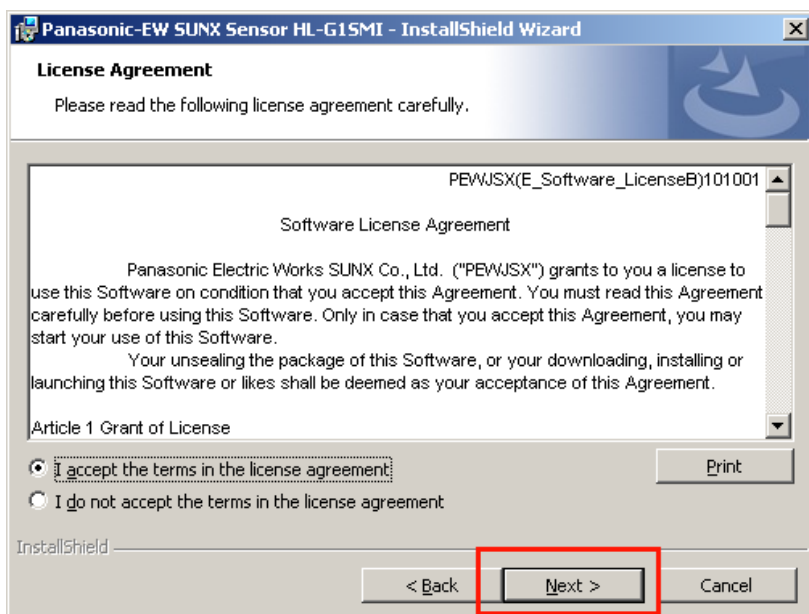 Panasonic-EW SUNX Sensor HL-G1SMI - InstallShield Wizard
License Agreement
Please read the following license agreement carefully.
PEWJSX(E_Software_LicenseB)101001
Software License Agreement
Panasonic Electric Works SUNX Co., Ltd. ("PEWJSX") grants to you a license to
use this Software on condition that you accept this Agreement. You must read this Agreement
carefully before using this Software. Only in case that you accept this Agreement, you may
start your use of this Software.
Your unsealing the package of this Software, or your downloading, installing or
launching this Software or likes shall be deemed as your acceptance of this Agreement.
Article 1 Grant of License
I accept the terms in the license agreement
Print
I do not accept the terms in the license agreement
InstallShield
< Back
Next >
Cancel